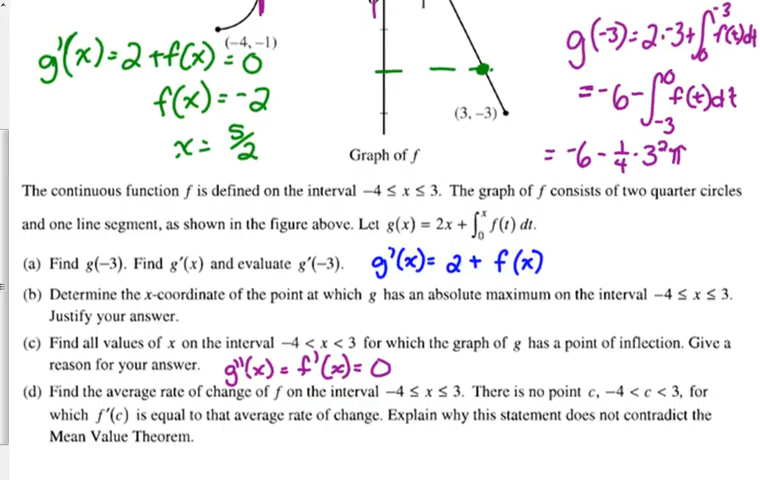 g'(x) = 2 + f(x) = 0
(-4, -1)
f(x) = -2
x = 5/2
1
(3, -3)
Graph of f
g(-3) = 2·-3 + ∫₀⁻³ f(t)dt
= -6 - ∫₋₃⁰ f(t)dt
= -6 - 1/4 · 3²π
The continuous function f is defined on the interval −4 ≤ x ≤ 3. The graph of f consists of two quarter circles
and one line segment, as shown in the figure above. Let g(x) = 2x + ∫₀ˣ f(t) dt.
(a) Find g(−3). Find g′(x) and evaluate g′(−3). g'(x) = 2 + f(x)
(b) Determine the x-coordinate of the point at which g has an absolute maximum on the interval −4 ≤ x ≤ 3.
Justify your answer.
(c) Find all values of x on the interval −4 < x < 3 for which the graph of g has a point of inflection. Give a
reason for your answer. g''(x) = f'(x) = 0
(d) Find the average rate of change of f on the interval −4 ≤ x ≤ 3. There is no point c, −4 < c < 3, for
which f′(c) is equal to that average rate of change. Explain why this statement does not contradict the
Mean Value Theorem.